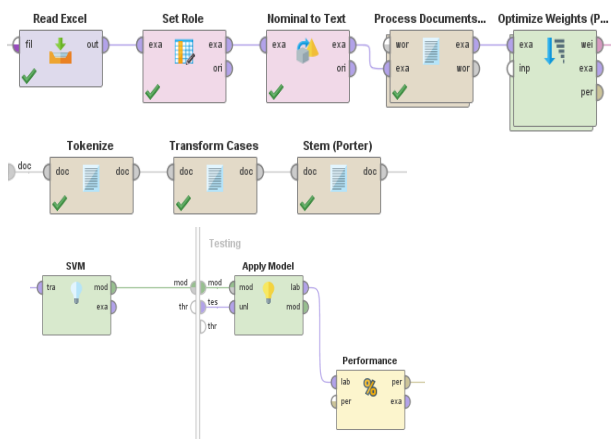 Read Excel
Set Role
Nominal to Text
Process Documents...
Optimize Weights (P...
fil
out
exa
exa
ori
exa
exa
ori
wor
exa
exa
wor
exa
wei
inp
exa
per
Tokenize
Transform Cases
Stem (Porter)
doc
doc
doc
doc
doc
doc
doc
Testing
SVM
Apply Model
tra
mod
exa
mod
mod
thr
tes
thr
mod
lab
unl
mod
Performance
lab
per
per
exa
%